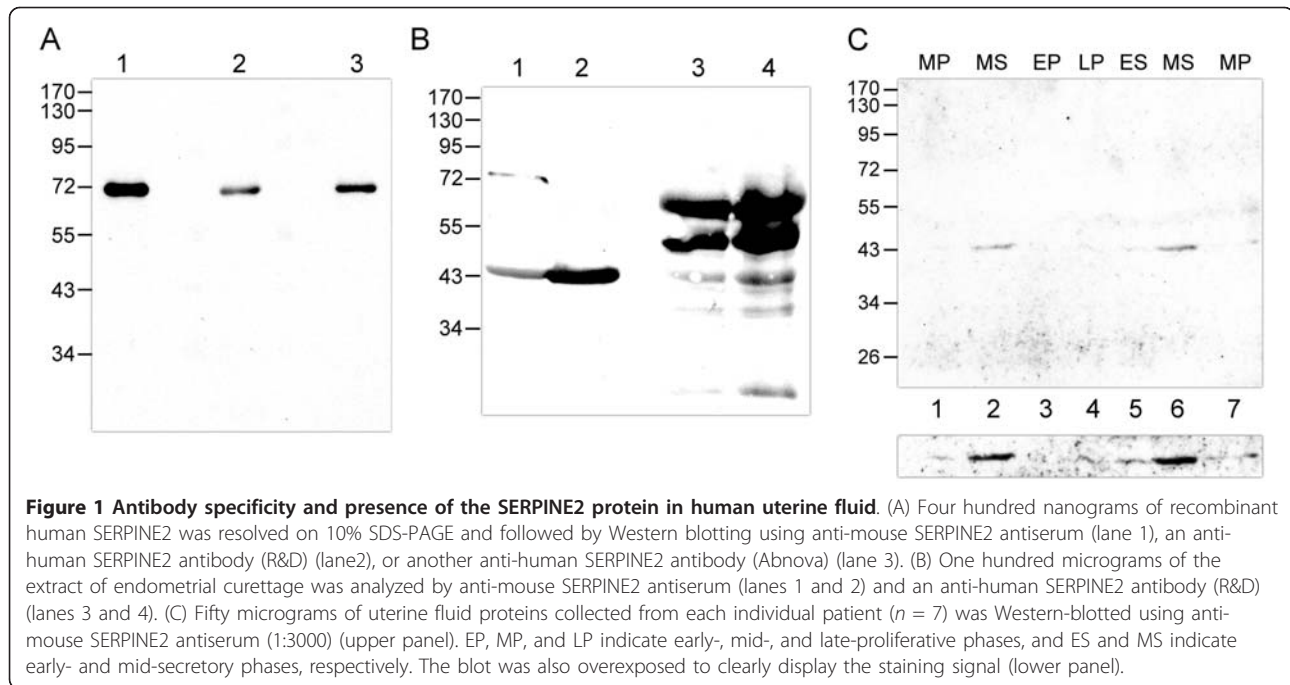 A
1 2 3
170
130
95
72
55
43
34
B
1 2 3 4
170
130
95
72
55
43
34
C
MP MS EP LP ES MS MP
170
130
95
72
55
43
34
26
1 2 3 4 5 6 7
Figure 1 Antibody specificity and presence of the SERPINE2 protein in human uterine fluid. (A) Four hundred nanograms of recombinant
human SERPINE2 was resolved on 10% SDS-PAGE and followed by Western blotting using anti-mouse SERPINE2 antiserum (lane 1), an anti-
human SERPINE2 antibody (R&D) (lane2), or another anti-human SERPINE2 antibody (Abnova) (lane 3). (B) One hundred micrograms of the
extract of endometrial curettage was analyzed by anti-mouse SERPINE2 antiserum (lanes 1 and 2) and an anti-human SERPINE2 antibody (R&D)
(lanes 3 and 4). (C) Fifty micrograms of uterine fluid proteins collected from each individual patient (n = 7) was Western-blotted using anti-
mouse SERPINE2 antiserum (1:3000) (upper panel). EP, MP, and LP indicate early-, mid-, and late-proliferative phases, and ES and MS indicate
early- and mid-secretory phases, respectively. The blot was also overexposed to clearly display the staining signal (lower panel).